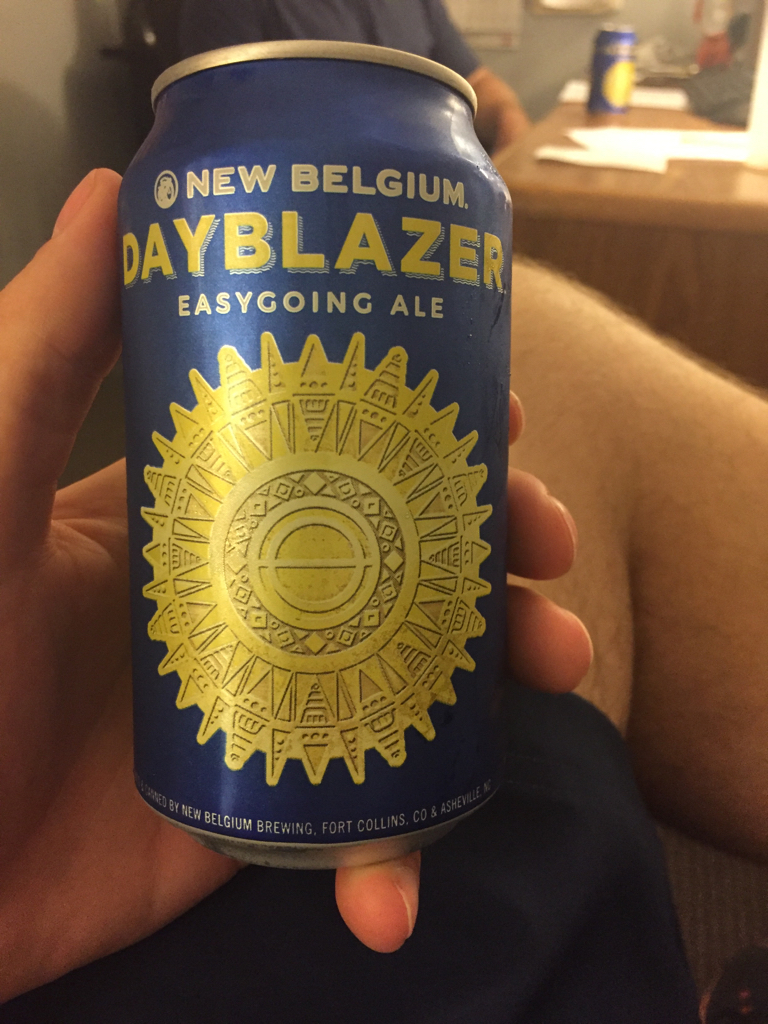 NEW BELGIUM.
DAYBLAZER
EASYGOING ALE
CANNED BY NEW BELGIUM BREWING, FORT COLLINS, CO & ASHEVILLE, NC